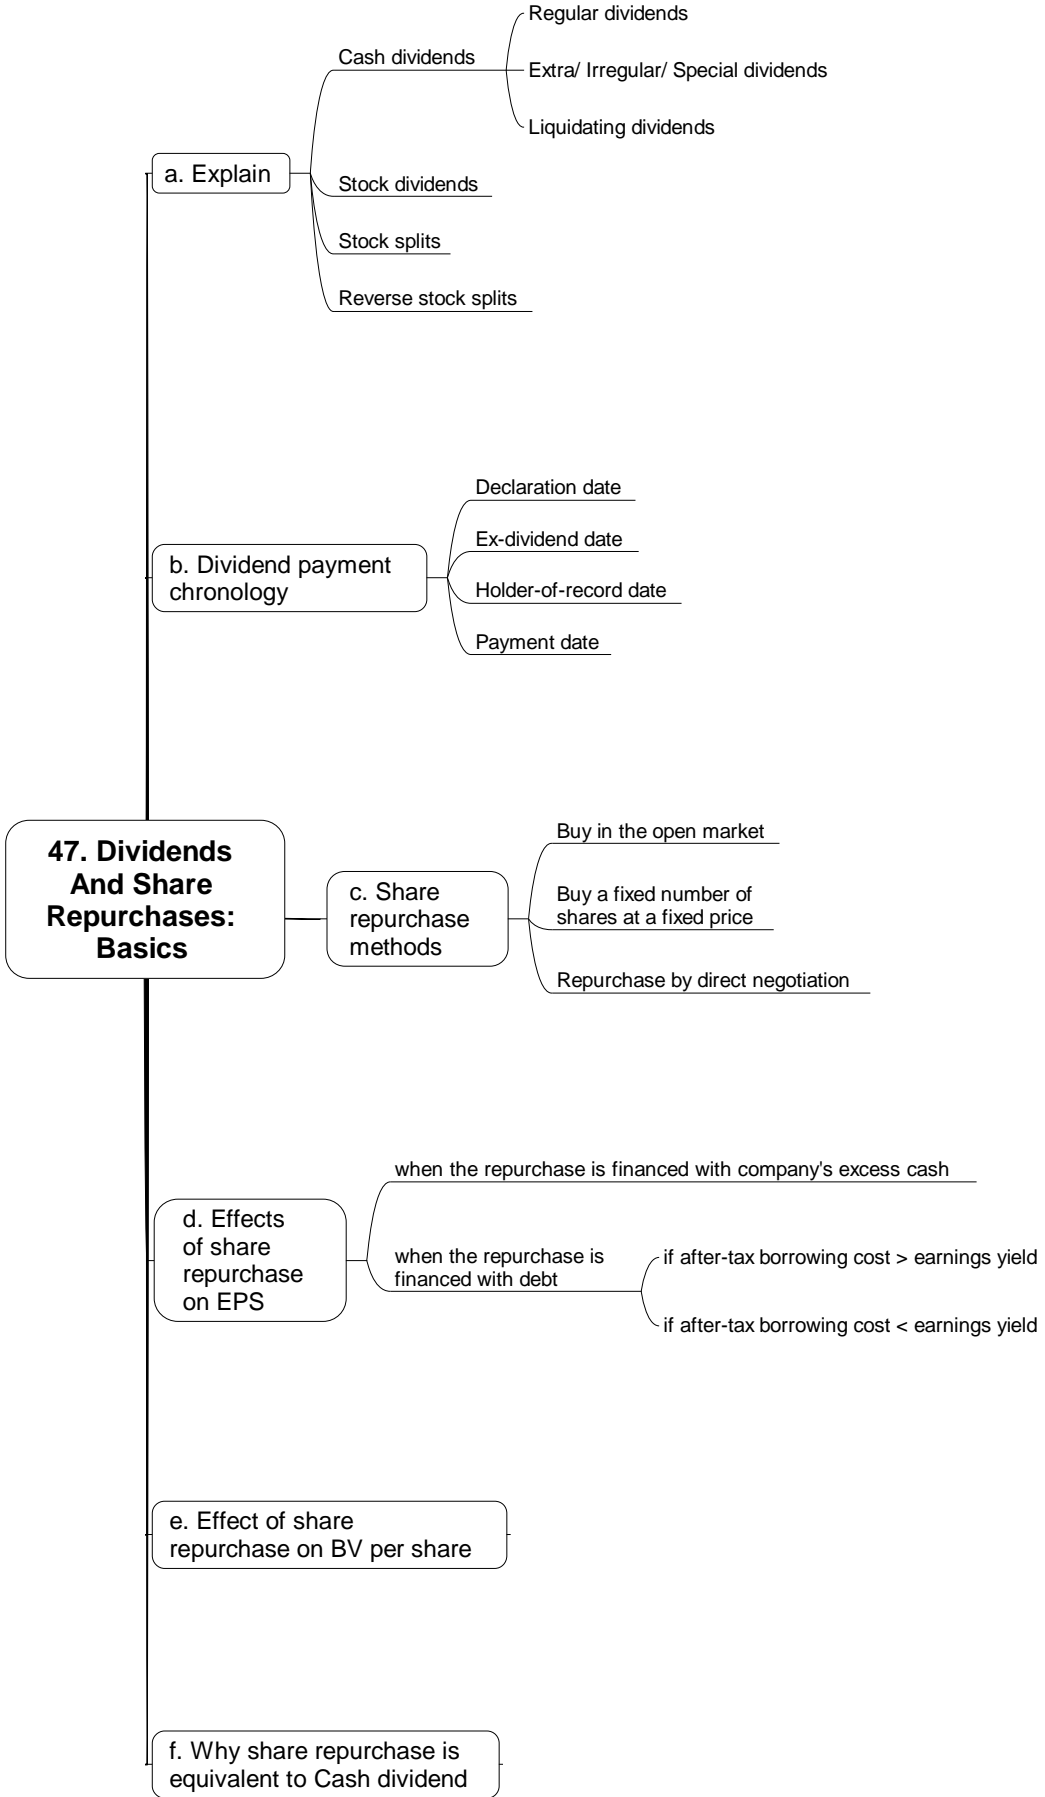 47. Dividends
And Share
Repurchases:
Basics
a. Explain
Cash dividends
Regular dividends
Extra/ Irregular/ Special dividends
Liquidating dividends
Stock dividends
Stock splits
Reverse stock splits
b. Dividend payment
chronology
Declaration date
Ex-dividend date
Holder-of-record date
Payment date
c. Share
repurchase
methods
Buy in the open market
Buy a fixed number of
shares at a fixed price
Repurchase by direct negotiation
d. Effects
of share
repurchase
on EPS
when the repurchase is financed with company's excess cash
when the repurchase is
financed with debt
if after-tax borrowing cost > earnings yield
if after-tax borrowing cost < earnings yield
e. Effect of share
repurchase on BV per share
f. Why share repurchase is
equivalent to Cash dividend